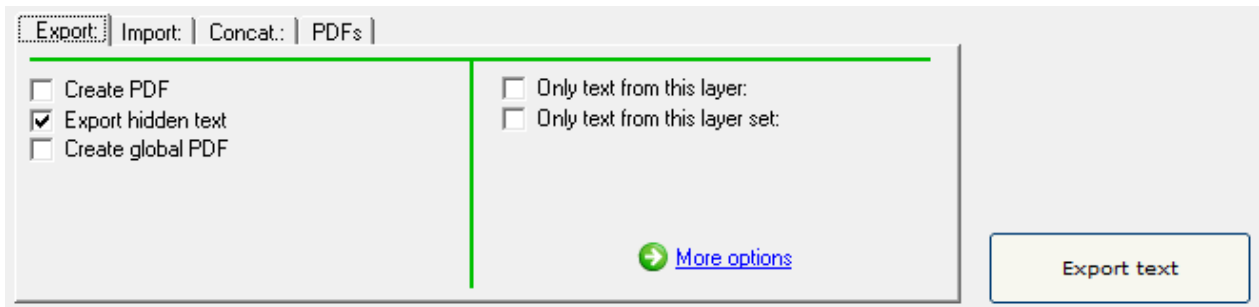 Export: Import: Concat.: PDFs
Create PDF
Export hidden text
Create global PDF
Only text from this layer:
Only text from this layer set:
More options
Export text